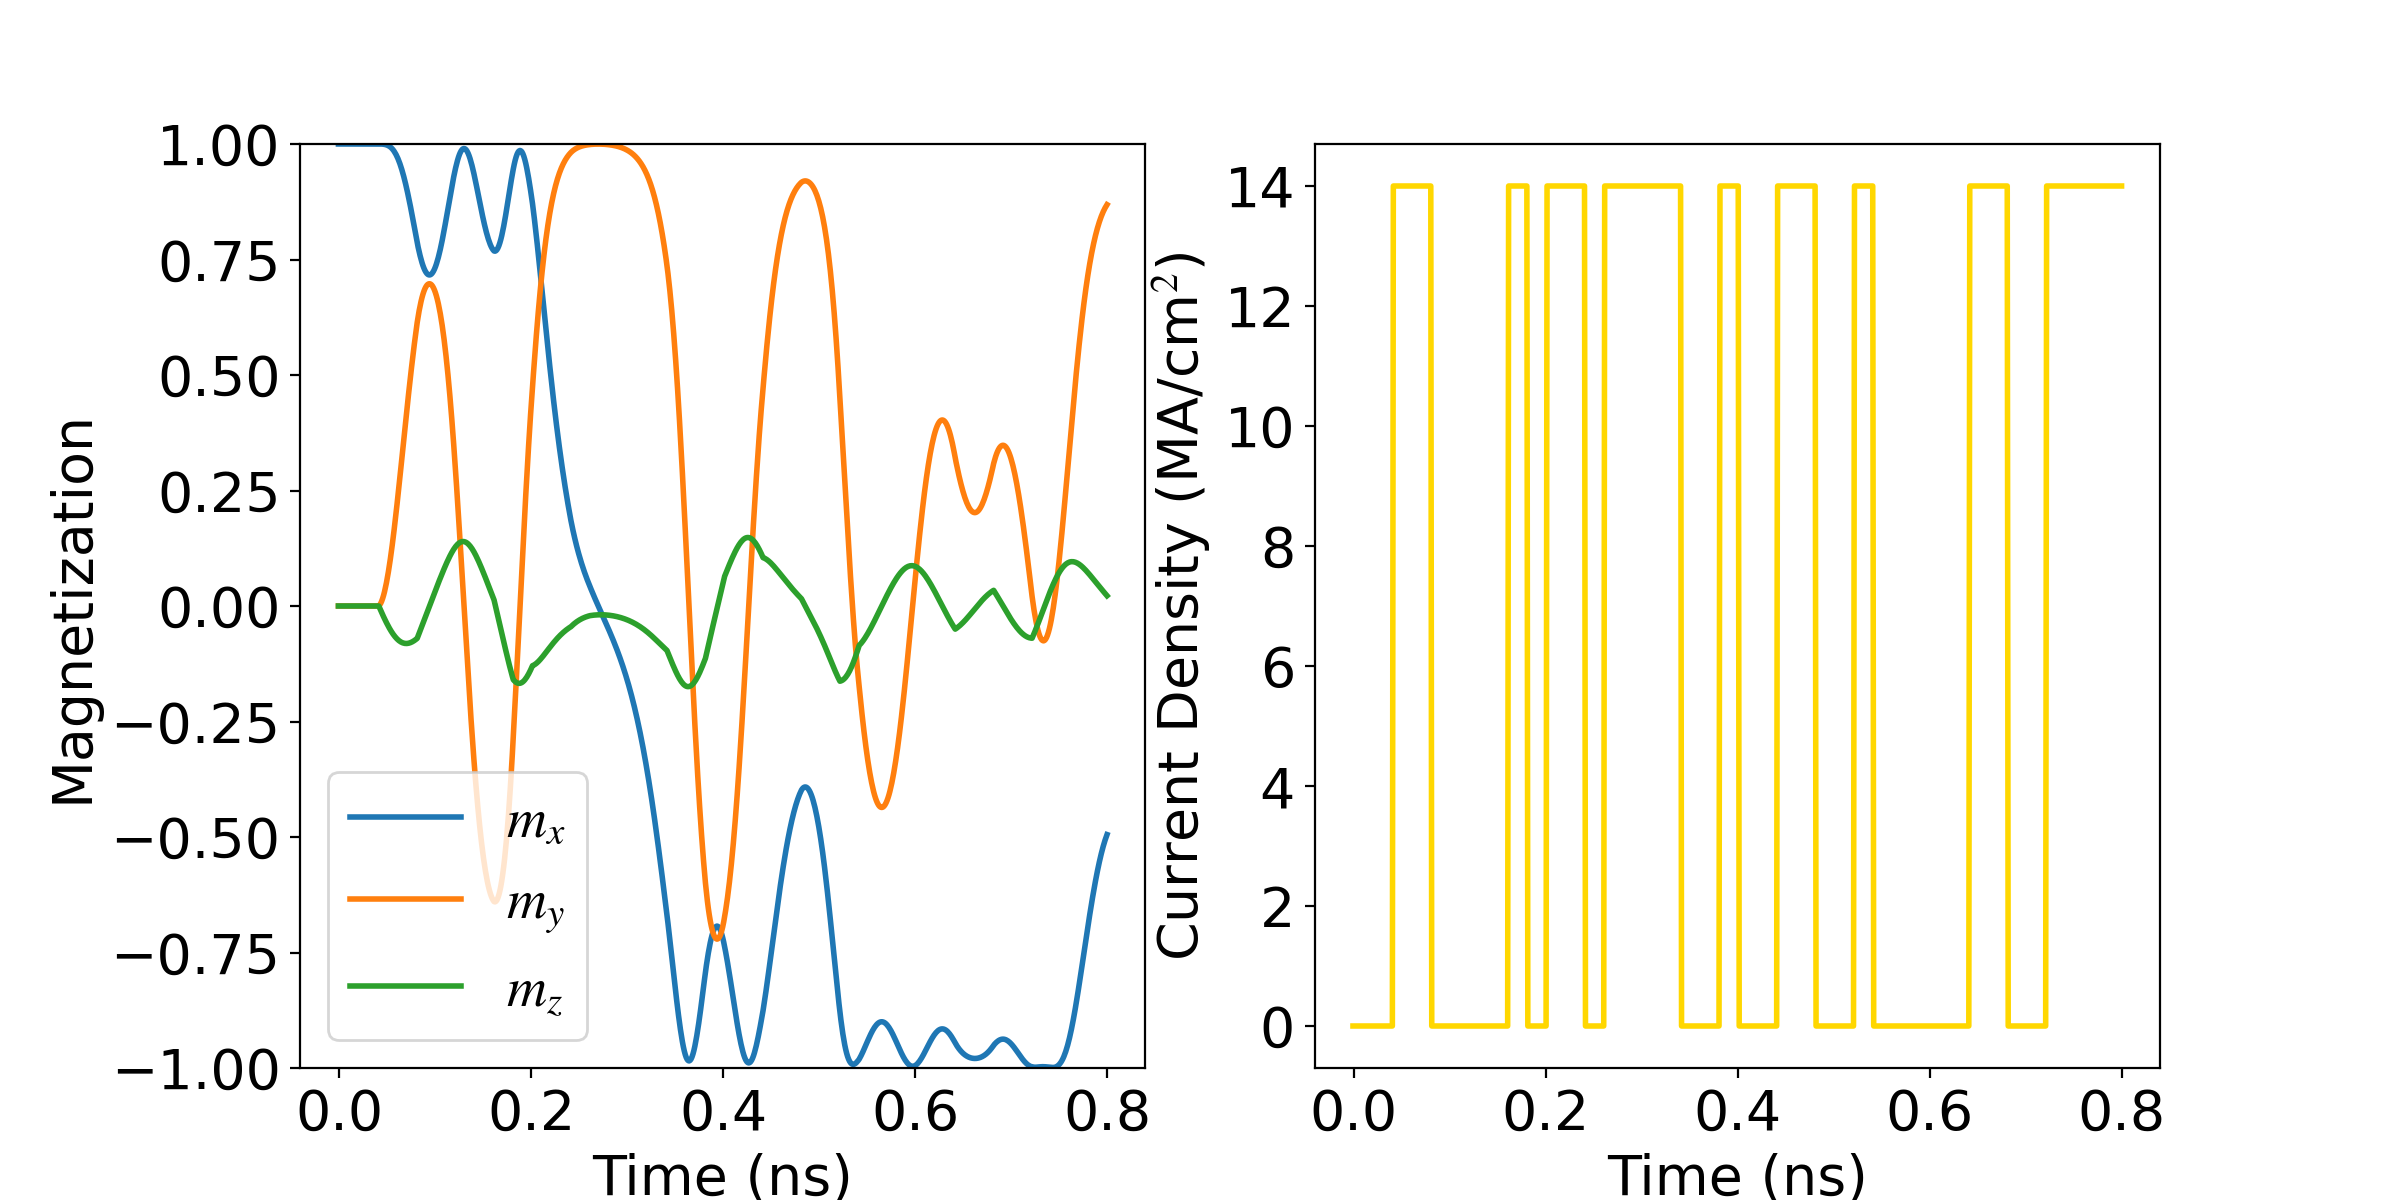 1.00
0.75
0.50
0.25
0.00
−0.25
−0.50
−0.75
−1.00
Magnetization
m_x
m_y
m_z
0.0 0.2 0.4 0.6 0.8
Time (ns)
14
12
10
8
6
4
2
0
Current Density (MA/cm²)
0.0 0.2 0.4 0.6 0.8
Time (ns)